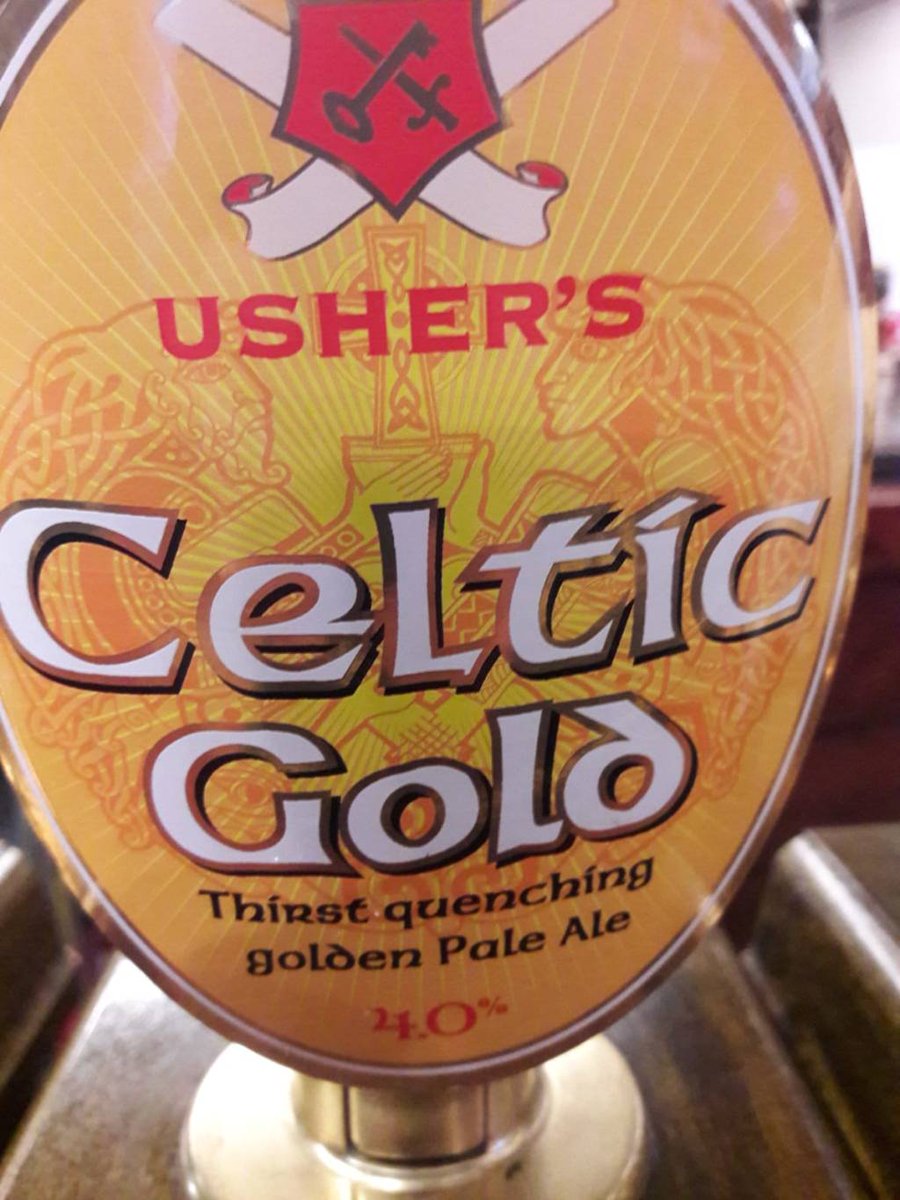 USHER'S
Celtic
Gold
Thirst quenching
golden Pale Ale
4.0%